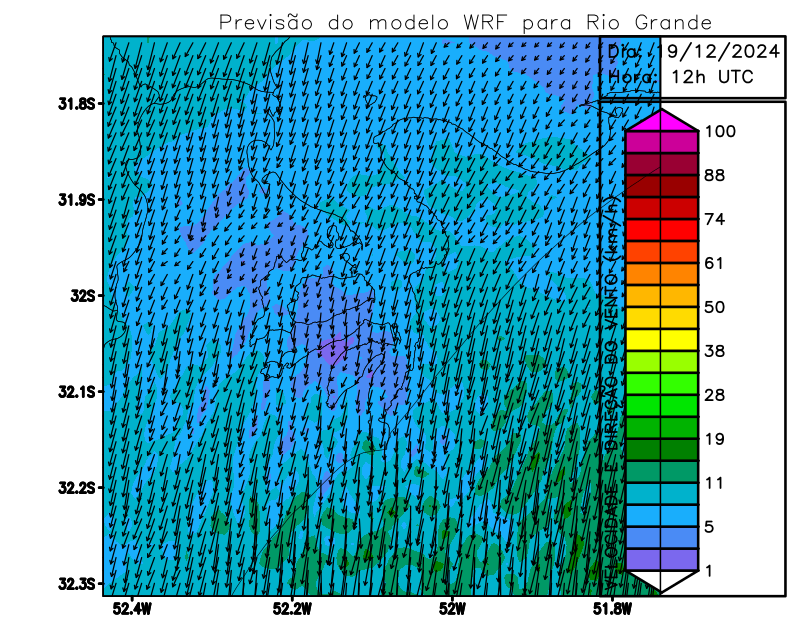 Previsão do modelo WRF para Rio Grande
Dia: 19/12/2024
Hora: 12h UTC
31.8S
31.9S
32S
32.1S
32.2S
32.3S
52.4W
52.2W
52W
51.8W
VELOCIDADE E DIREÇÃO DO VENTO (km/h)
100
88
74
61
50
38
28
19
11
5
1